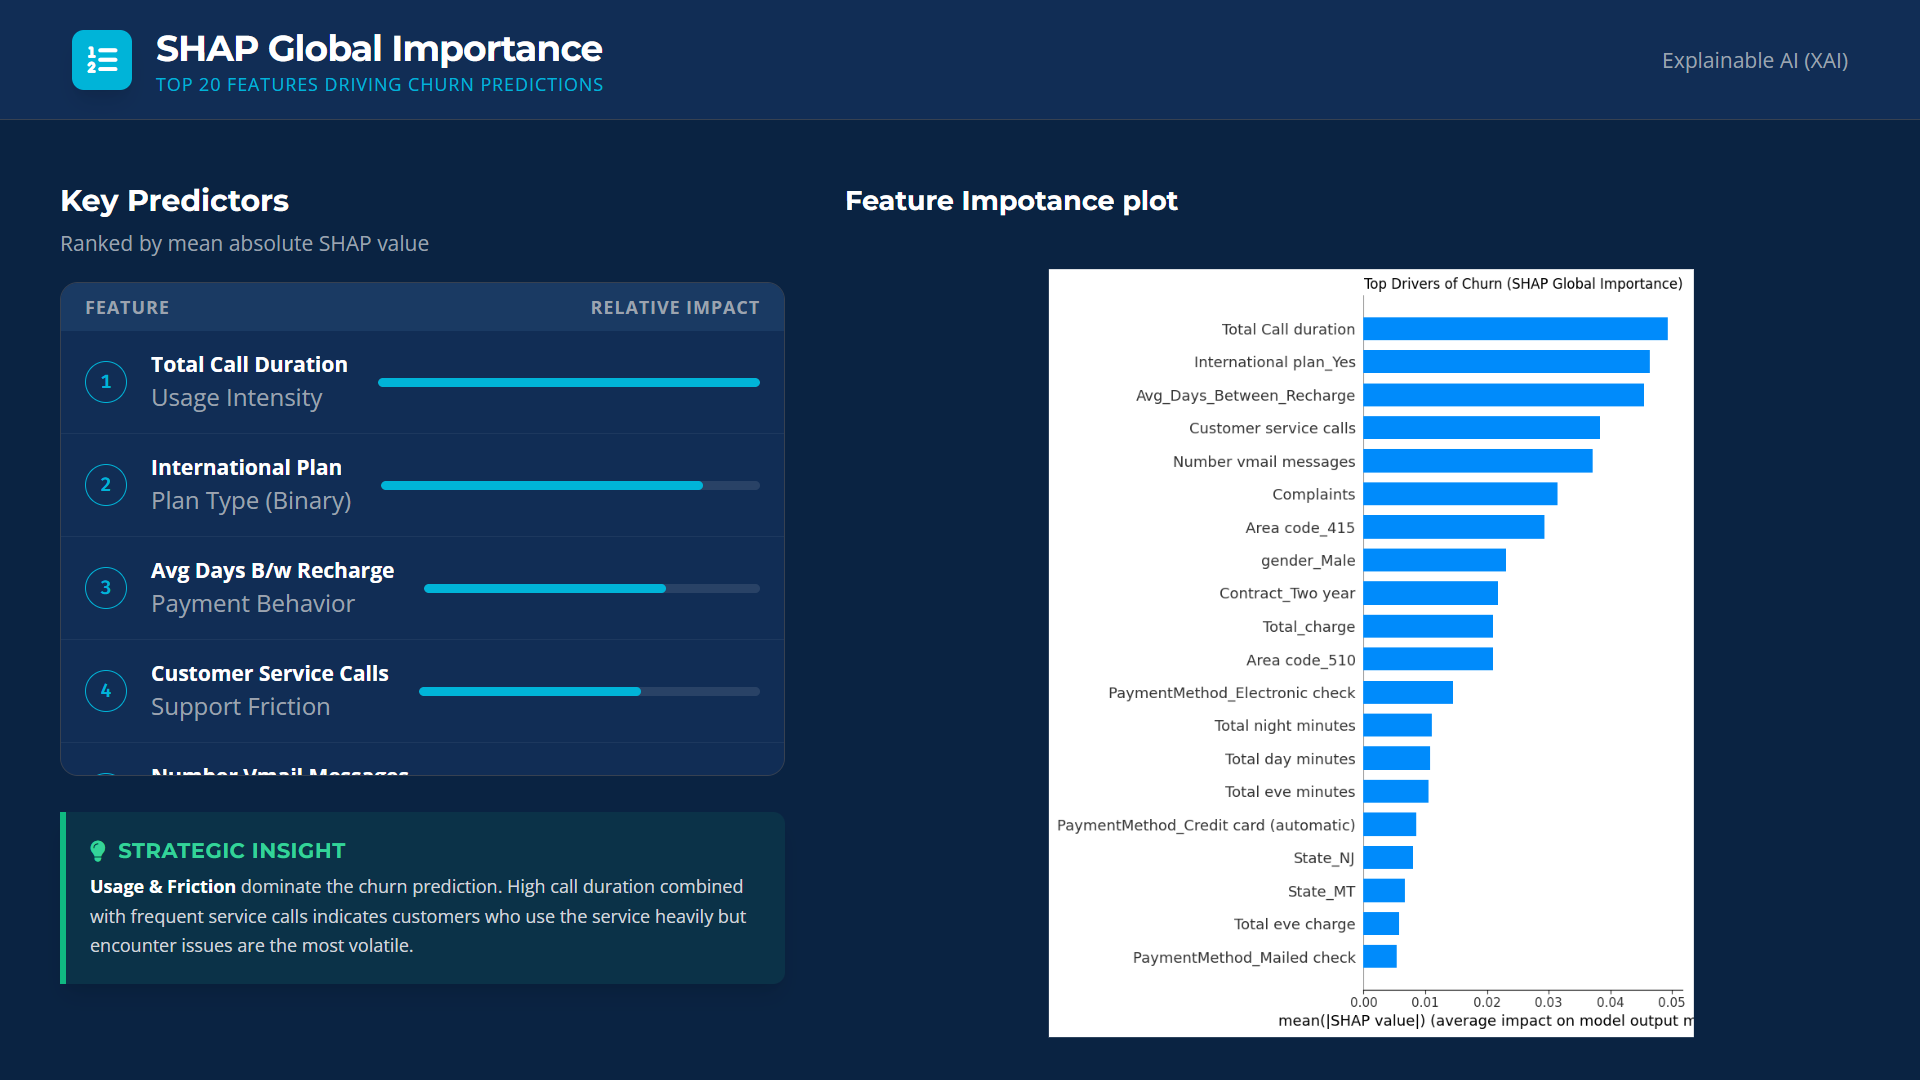 1
2
SHAP Global Importance
TOP 20 FEATURES DRIVING CHURN PREDICTIONS
Explainable AI (XAI)
Key Predictors
Ranked by mean absolute SHAP value
FEATURE RELATIVE IMPACT
1
Total Call Duration
Usage Intensity
2
International Plan
Plan Type (Binary)
3
Avg Days B/w Recharge
Payment Behavior
4
Customer Service Calls
Support Friction
Number Vmail Messages
STRATEGIC INSIGHT
Usage & Friction dominate the churn prediction. High call duration combined
with frequent service calls indicates customers who use the service heavily but
encounter issues are the most volatile.
Feature Impotance plot
Top Drivers of Churn (SHAP Global Importance)
Total Call duration
International plan_Yes
Avg_Days_Between_Recharge
Customer service calls
Number vmail messages
Complaints
Area code_415
gender_Male
Contract_Two year
Total_charge
Area code_510
PaymentMethod_Electronic check
Total night minutes
Total day minutes
Total eve minutes
PaymentMethod_Credit card (automatic)
State_NJ
State_MT
Total eve charge
PaymentMethod_Mailed check
0.00 0.01 0.02 0.03 0.04 0.05
mean(|SHAP value|) (average impact on model output m